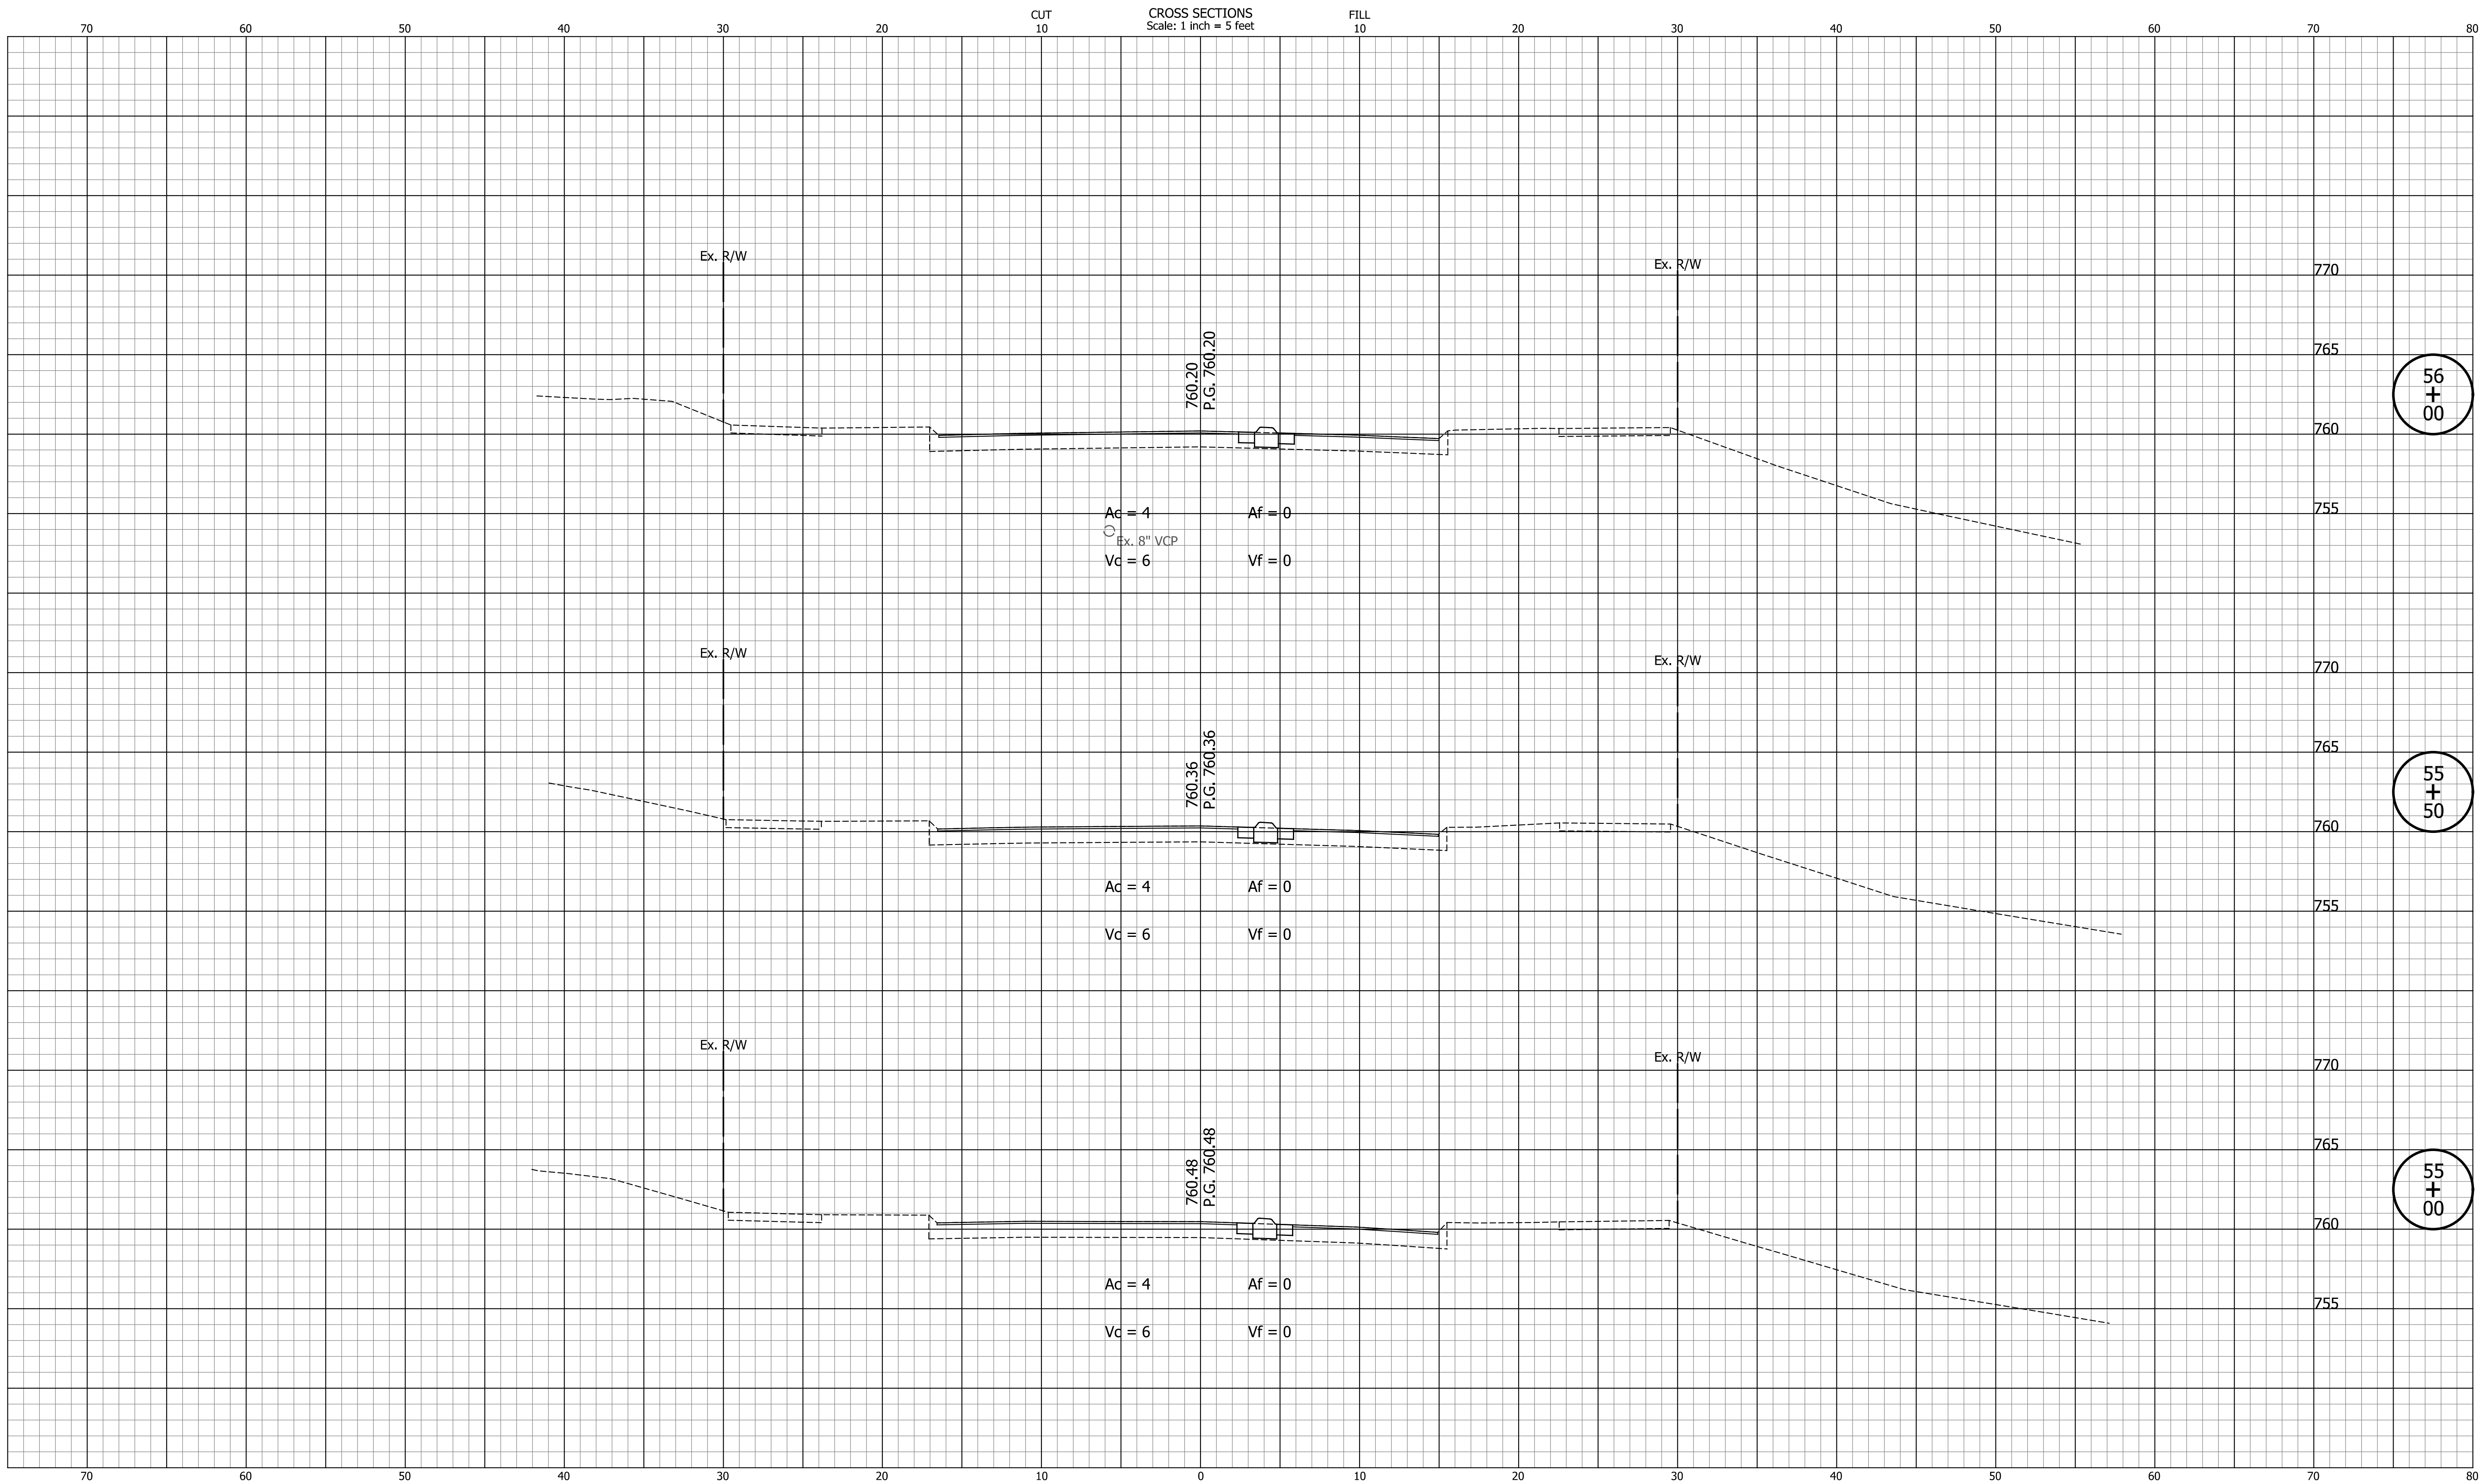 CUT CROSS SECTIONS FILL
Scale: 1 inch = 5 feet
70 60 50 40 30 20 10 10 20 30 40 50 60 70 80
Ex. R/W
Ex. R/W
770
765
760
755
760.20
P.G. 760.20
56
+
00
Ac = 4 Af = 0
Ex. 8" VCP
Vc = 6 Vf = 0
Ex. R/W
Ex. R/W
770
765
760
755
760.36
P.G. 760.36
55
+
50
Ac = 4 Af = 0
Vc = 6 Vf = 0
Ex. R/W
Ex. R/W
770
765
760
755
760.48
P.G. 760.48
55
+
00
Ac = 4 Af = 0
Vc = 6 Vf = 0
70 60 50 40 30 20 10 0 10 20 30 40 50 60 70 80